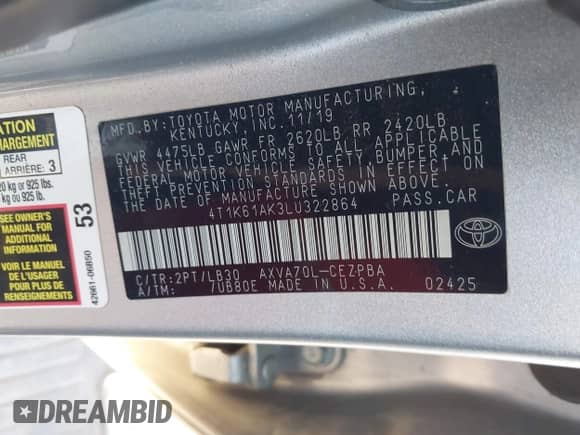 MFD.BY:TOYOTA MOTOR MANUFACTURING,
KENTUCKY,INC. 11/19
GVWR 4475LB GAWR FR 2620LB RR 2420LB
THIS VEHICLE CONFORMS TO ALL APPLICABLE
FEDERAL MOTOR VEHICLE SAFETY, BUMPER AND
THEFT PREVENTION STANDARDS IN EFFECT ON
THE DATE OF MANUFACTURE SHOWN ABOVE.
4T1K61AK3LU322864 PASS.CAR
C/TR:2PT/LB30 AXVA70L-CEZPBA
A/TM: 7UB80E MADE IN U.S.A. 02425
TOYOTA
ATION
CHARGEMENT
REAR
ARRIÈRE: 3
20 kg or 925 lbs.
0 kg ou 925 lb.
SEE OWNER'S
MANUAL FOR
ADDITIONAL
INFORMATION
VOIR LE MANUEL
DE L'USAGER
POUR PLUS DE
RENSEIGNEMENTS
53
42661-06B50
DREAMBID